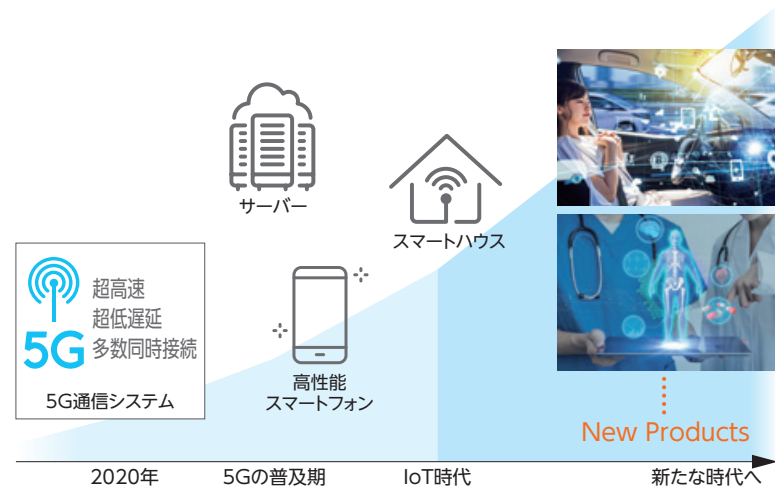 サーバー
スマートハウス
超高速
超低遅延
5G 多数同時接続
5G通信システム
高性能
スマートフォン
New Products
2020年 5Gの普及期 IoT時代 新たな時代へ